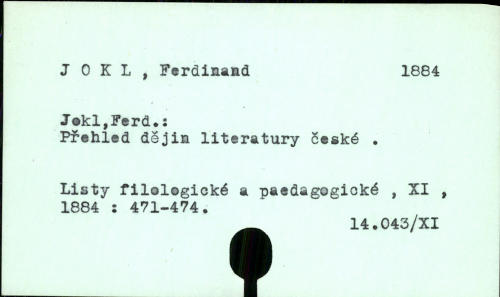 J O K L , Ferdinand 1884
Jokl,Ferd.:
Přehled dějin literatury české .
Listy filologické a paedagogické , XI ,
1884 : 471-474.
14.043/XI